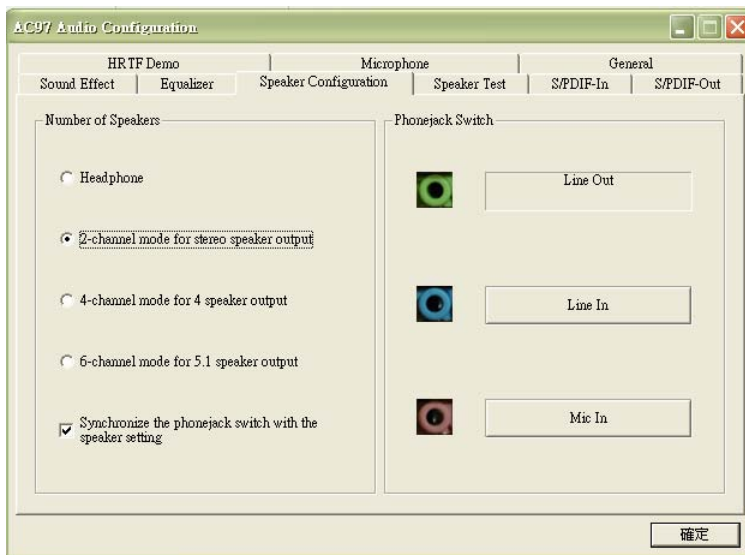 AC97 Audio Configuration
HRTF Demo
Microphone
General
Sound Effect
Equalizer
Speaker Configuration
Speaker Test
S/PDIF-In
S/PDIF-Out
Number of Speakers
Headphone
2-channel mode for stereo speaker output
4-channel mode for 4 speaker output
6-channel mode for 5.1 speaker output
Synchronize the phonejack switch with the
speaker setting
Phonejack Switch
Line Out
Line In
Mic In
確定